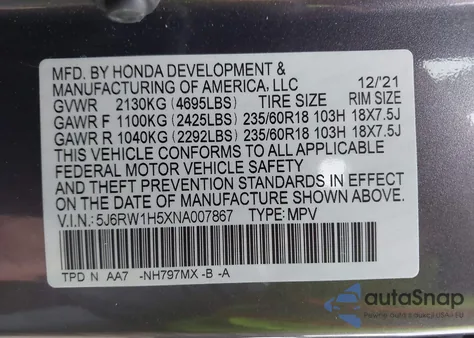 MFD. BY HONDA DEVELOPMENT &
MANUFACTURING OF AMERICA, LLC 12/21
GVWR 2130KG (4695LBS) TIRE SIZE RIM SIZE
GAWR F 1100KG (2425LBS) 235/60R18 103H 18X7.5J
GAWR R 1040KG (2292LBS) 235/60R18 103H 18X7.5J
THIS VEHICLE CONFORMS TO ALL APPLICABLE
FEDERAL MOTOR VEHICLE SAFETY
AND THEFT PREVENTION STANDARDS IN EFFECT
ON THE DATE OF MANUFACTURE SHOWN ABOVE.
V.I.N.: 5J6RW1H5XNA007867 TYPE: MPV
TPD N AA7 -NH797MX -B -A
autoSnap